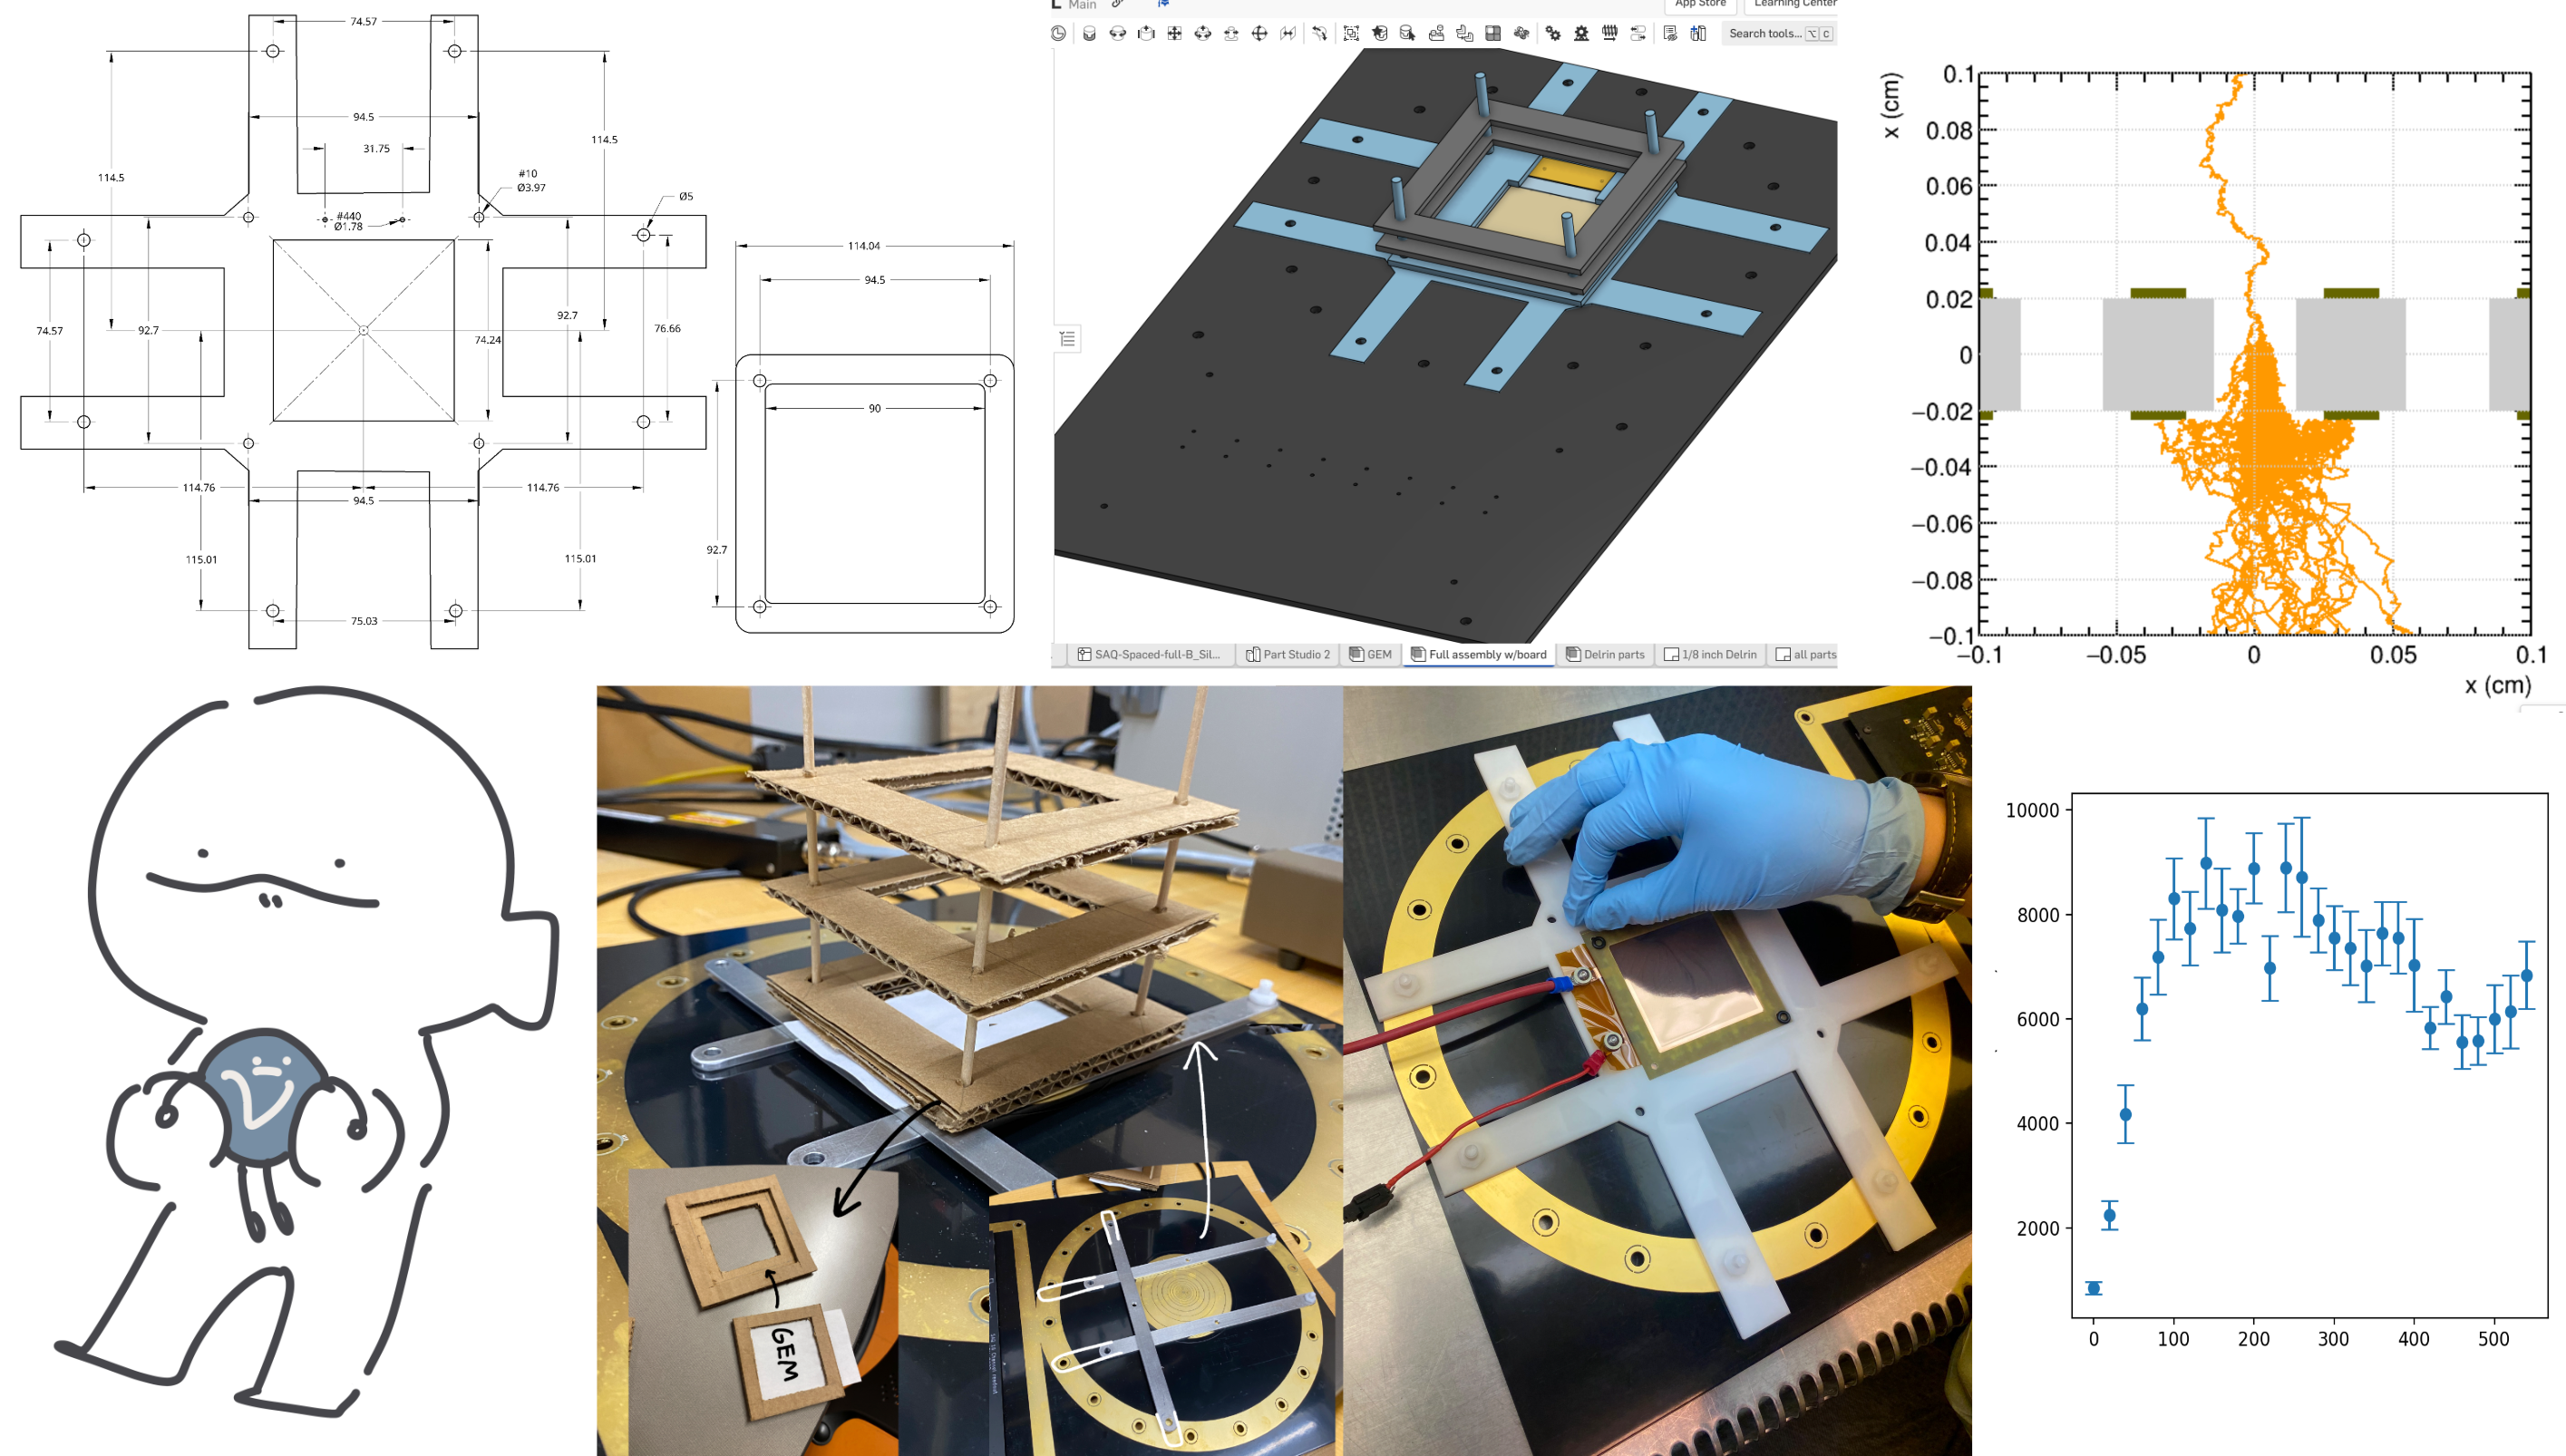 74.57
94.5
31.75
114.5
114.5
#10
Ø3.97
Ø5
#440
Ø1.78
74.57
92.7
74.24
92.7
76.66
114.76
94.5
114.76
115.01
115.01
75.03
114.04
94.5
90
92.7
Main
App Store
Learning Center
Search tools...
⌥ C
SAQ-Spaced-full-B_Sil...
Part Studio 2
GEM
Full assembly w/board
Delrin parts
1/8 inch Delrin
all parts
x (cm)
0.1
0.08
0.06
0.04
0.02
0
−0.02
−0.04
−0.06
−0.08
−0.1
−0.1
−0.05
0
0.05
0.1
x (cm)
GEM
10000
8000
6000
4000
2000
0
100
200
300
400
500